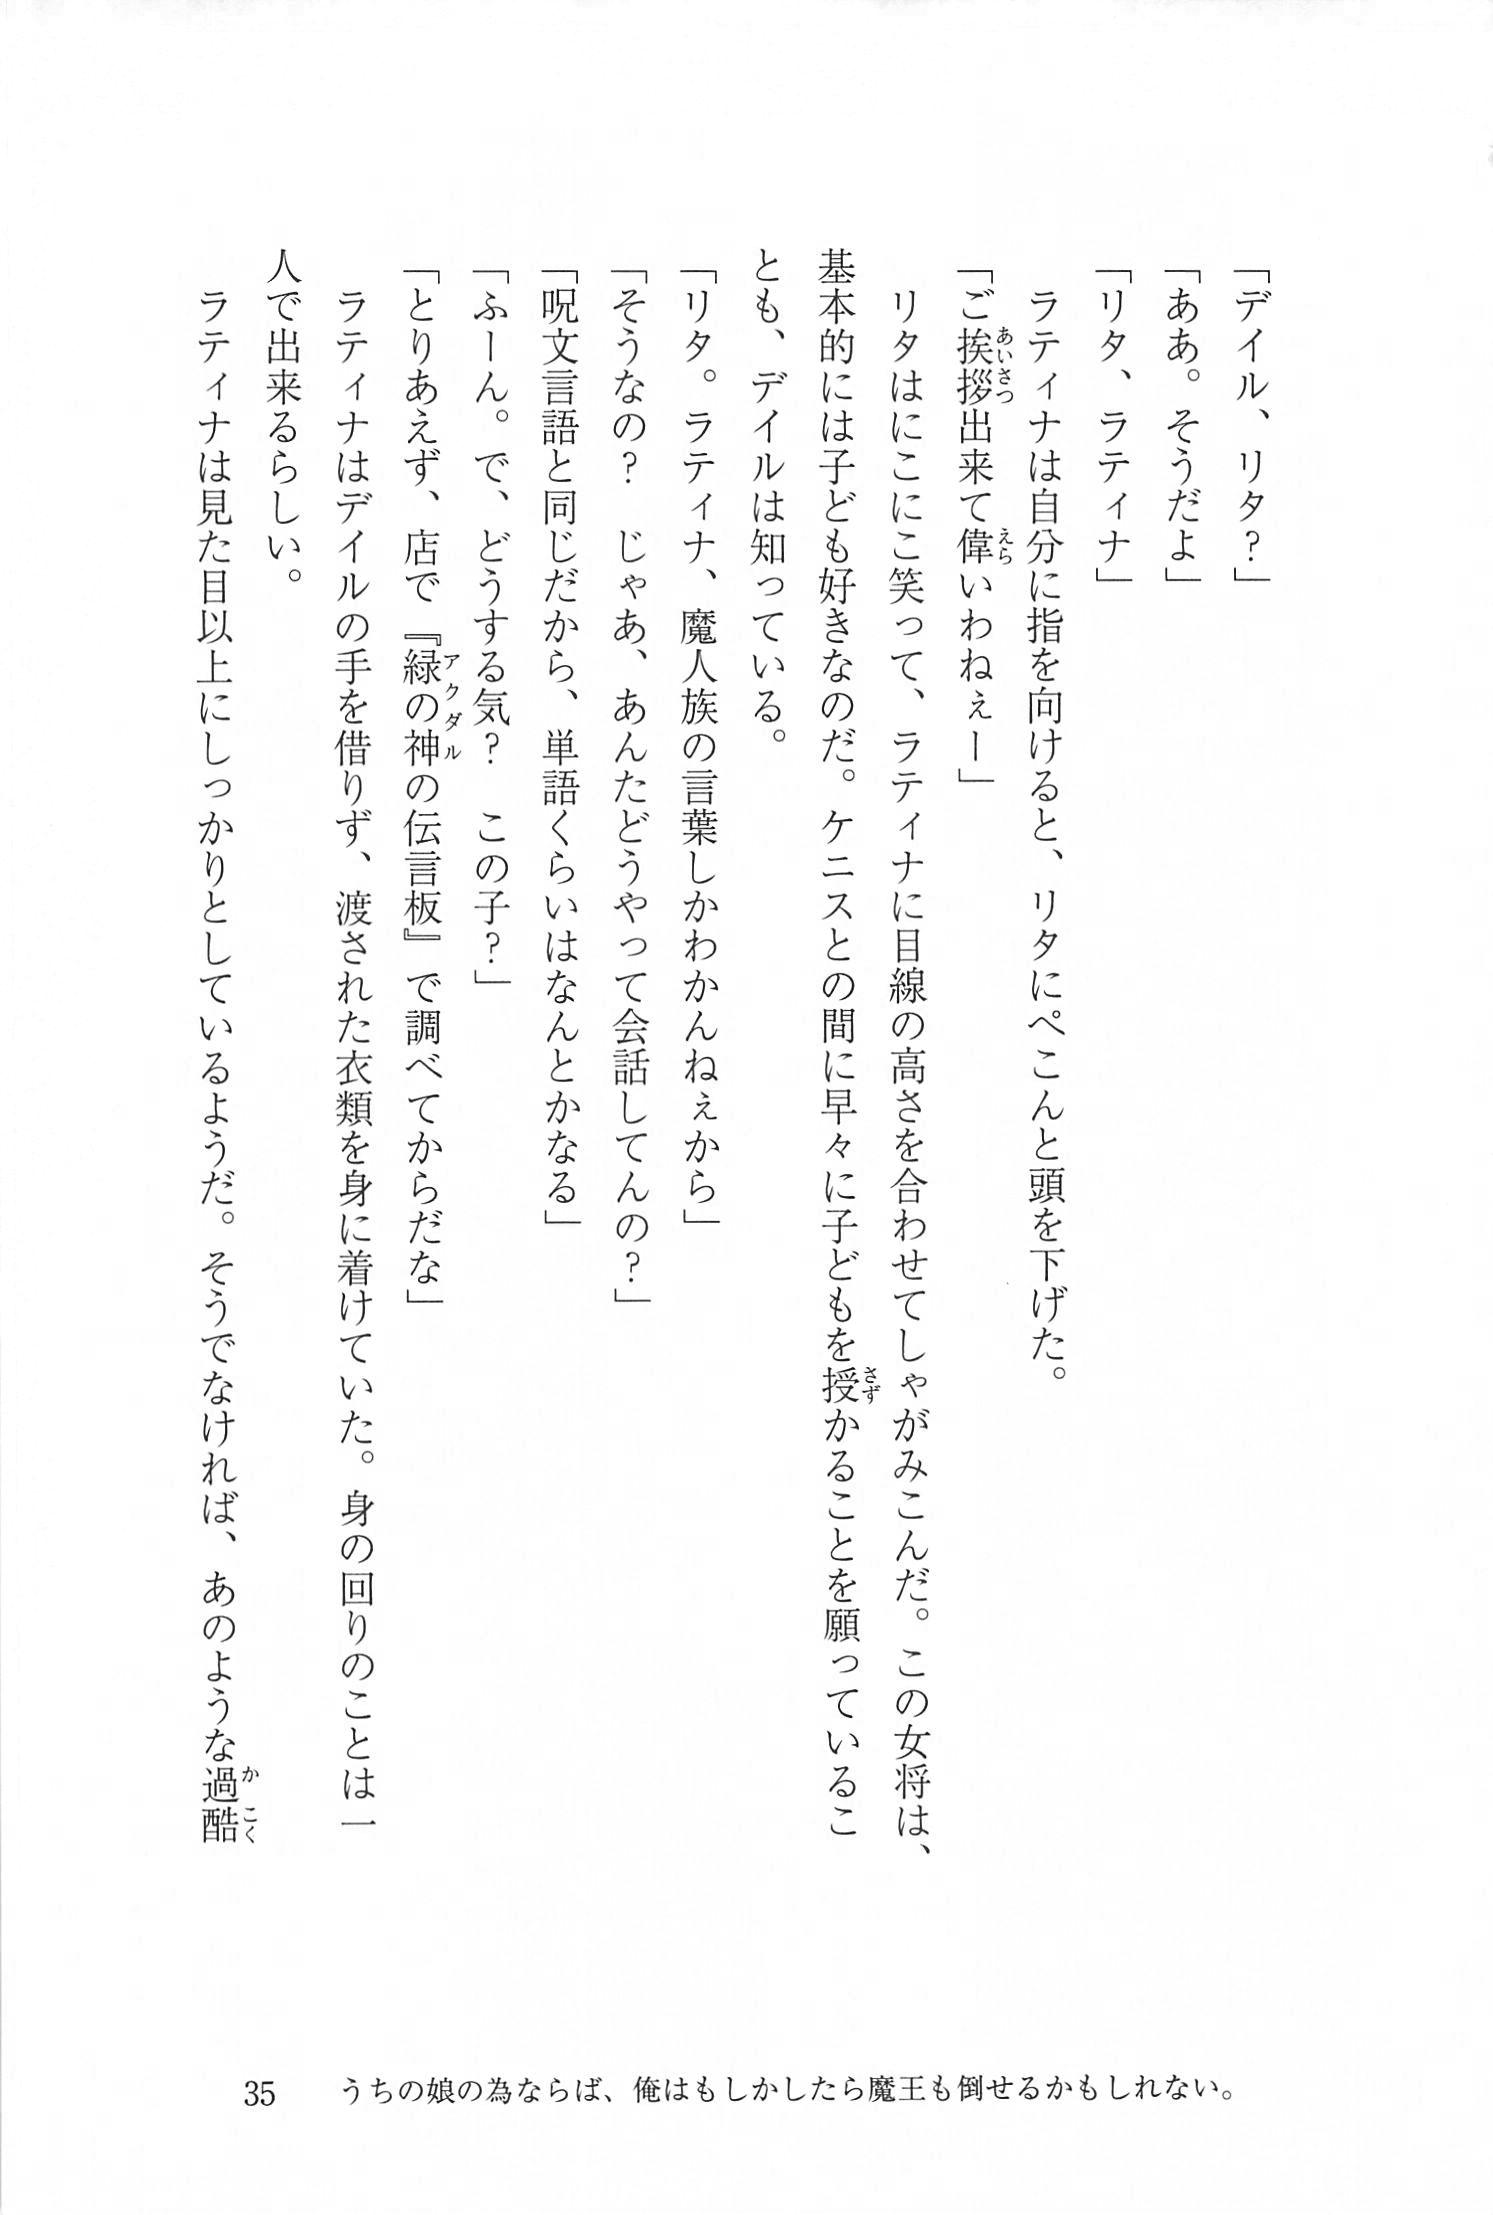 「デイル、リタ？」
「ああ。そうだよ」
「リタ、ラティナ」
　ラティナは自分に指を向けると、リタにぺこんと頭を下げた。
「ご挨拶出来て偉いわねぇー」
　リタはにこにこ笑って、ラティナに目線の高さを合わせてしゃがみこんだ。この女将は、
基本的には子ども好きなのだ。ケニスとの間に早々に子どもを授かることを願っているこ
とも、デイルは知っている。
「リタ。ラティナ、魔人族の言葉しかわかんねぇから」
「そうなの？　じゃあ、あんたどうやって会話してんの？」
「呪文言語と同じだから、単語くらいはなんとかなる」
「ふーん。で、どうする気？　この子？」
「とりあえず、店で『緑の神の伝言板』で調べてからだな」
　ラティナはデイルの手を借りず、渡された衣類を身に着けていた。身の回りのことは一
人で出来るらしい。
　ラティナは見た目以上にしっかりとしているようだ。そうでなければ、あのような過酷
あいさつ
えら
さず
アクダル
かこく
35　うちの娘の為ならば、俺はもしかしたら魔王も倒せるかもしれない。